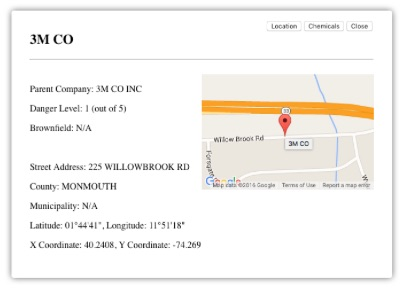 Location Chemicals Close
3M CO
Parent Company: 3M CO INC
Danger Level: 1 (out of 5)
Brownfield: N/A
Street Address: 225 WILLOWBROOK RD
County: MONMOUTH
Municipality: N/A
Latitude: 01°44'41", Longitude: 11°51'18"
X Coordinate: 40.2408, Y Coordinate: -74.269
Willow Brook Rd
3M CO
Google
Map data ©2016 Google Terms of Use Report a map error